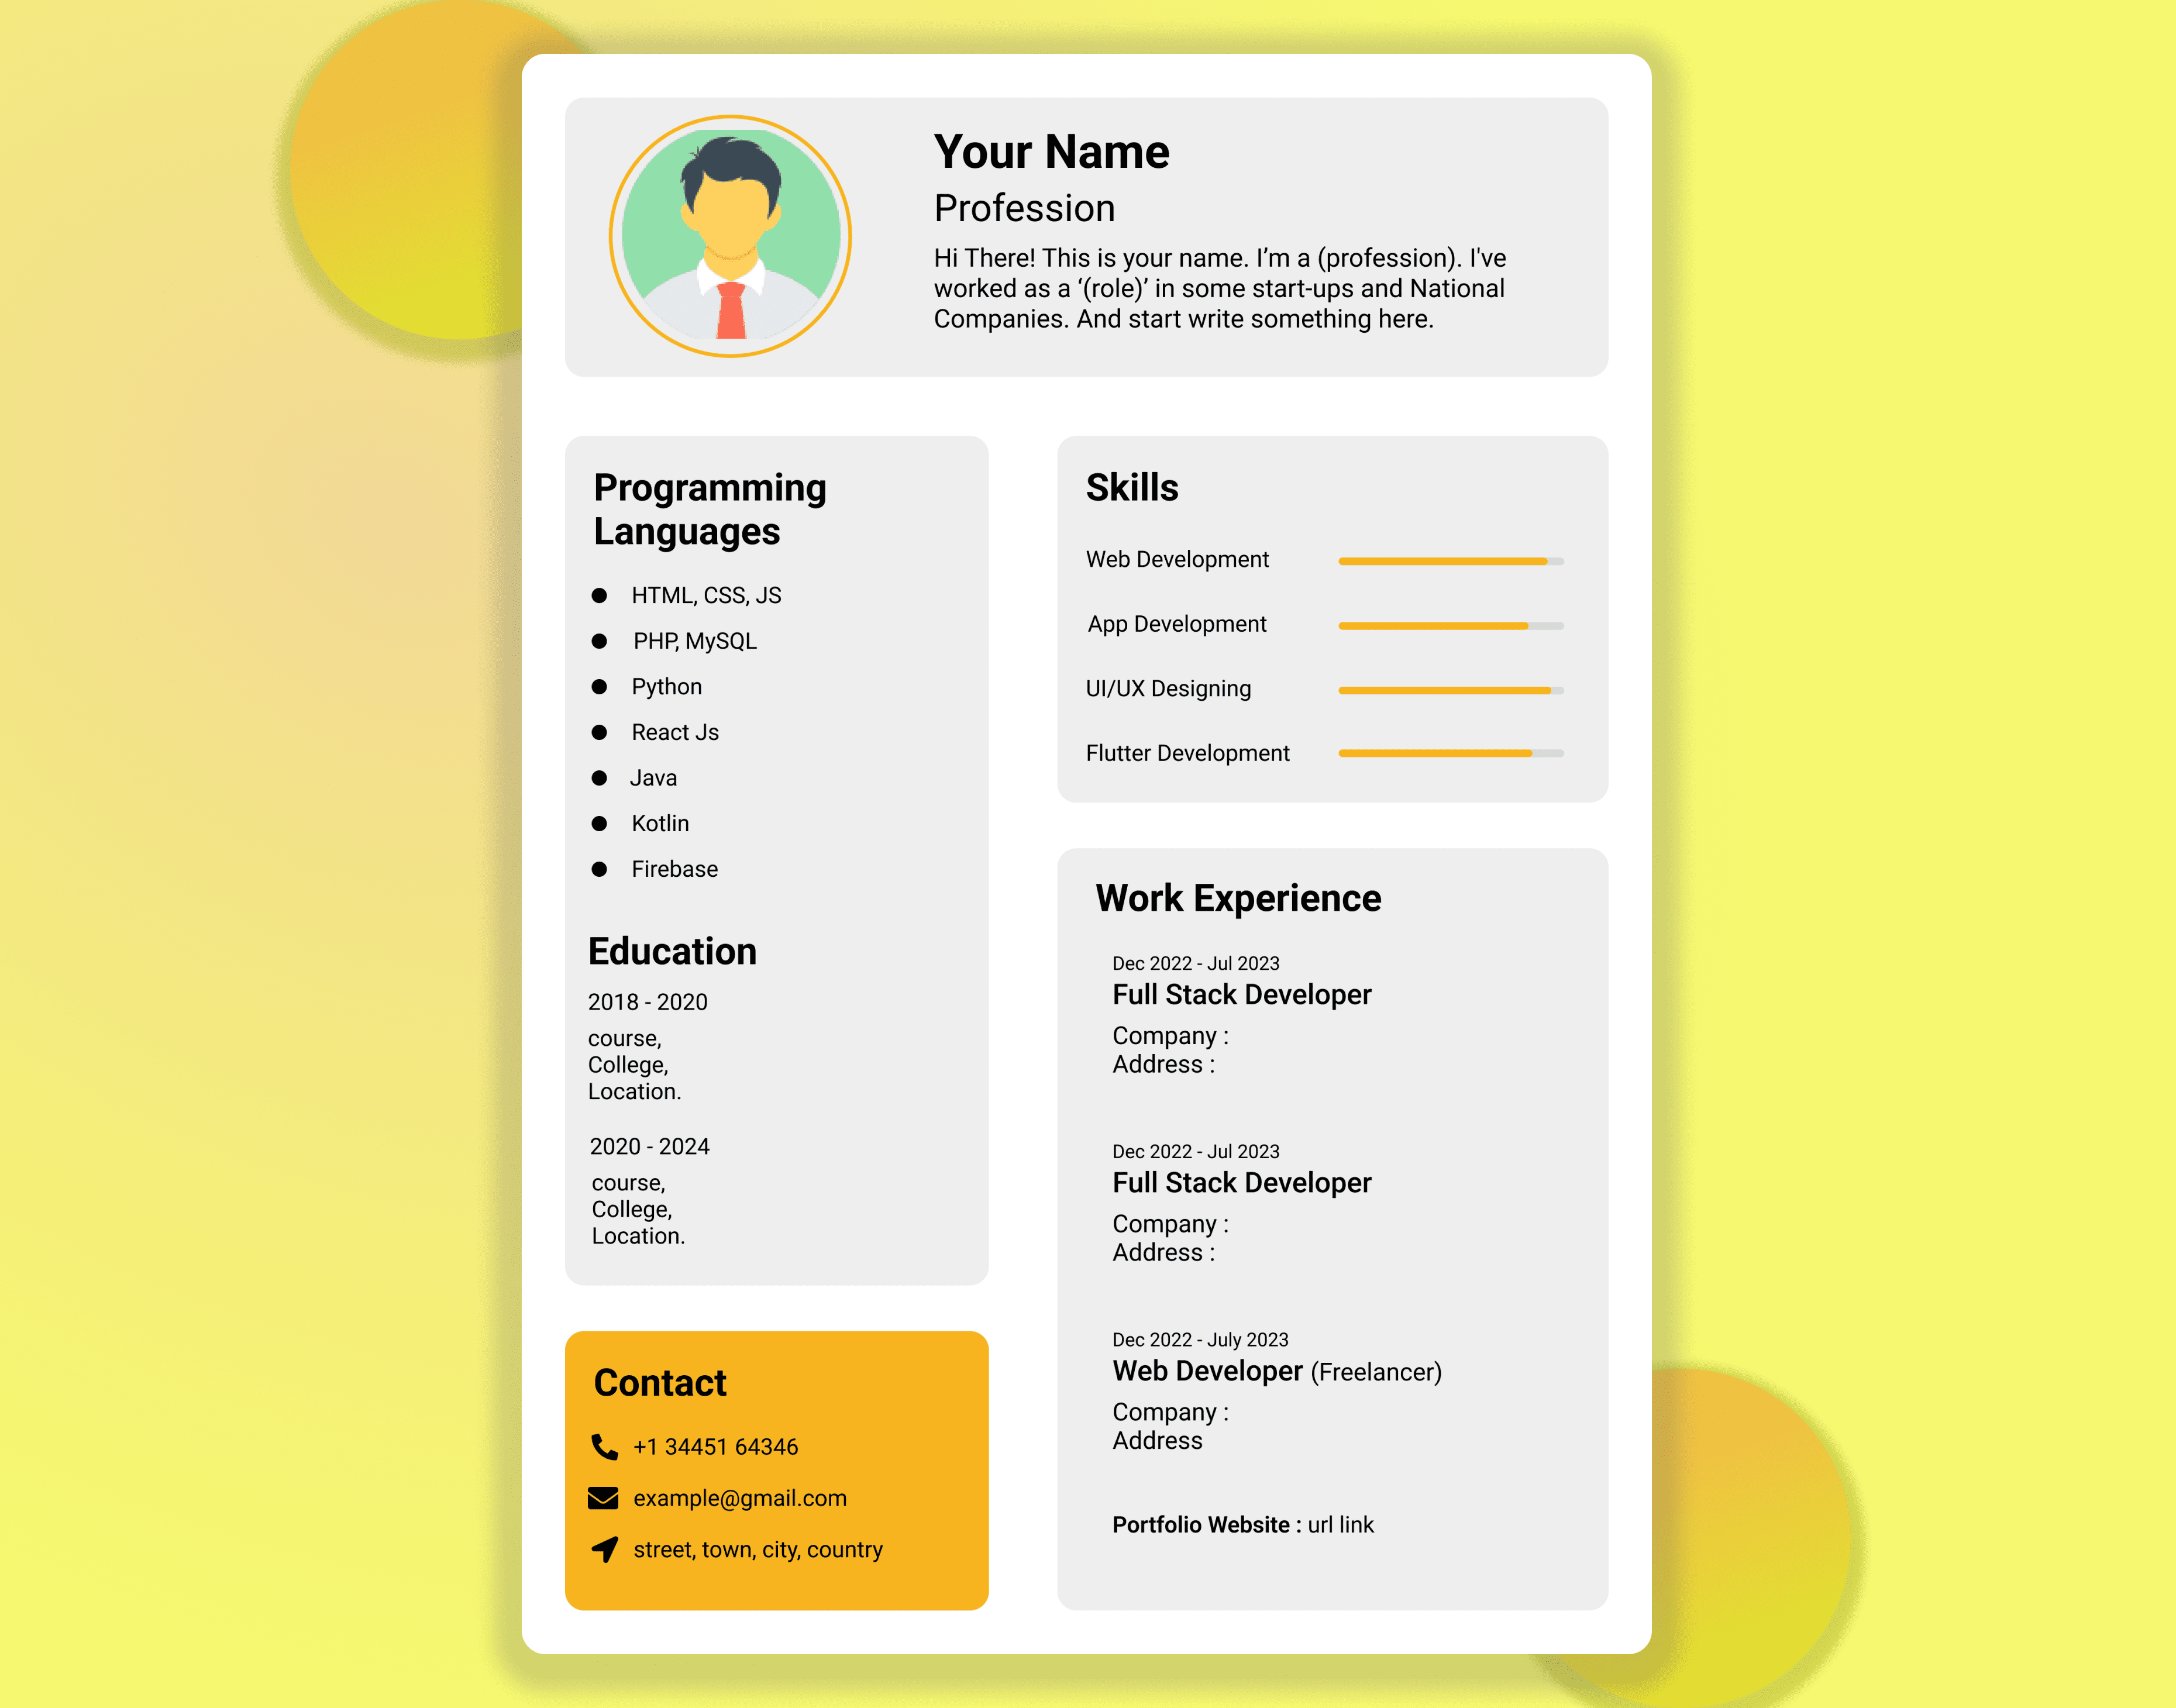 Your Name
Profession
Hi There! This is your name. I’m a (profession). I've
worked as a ‘(role)’ in some start-ups and National
Companies. And start write something here.
Programming
Languages
HTML, CSS, JS
PHP, MySQL
Python
React Js
Java
Kotlin
Firebase
Education
2018 - 2020
course,
College,
Location.
2020 - 2024
course,
College,
Location.
Contact
+1 34451 64346
example@gmail.com
street, town, city, country
Skills
Web Development
App Development
UI/UX Designing
Flutter Development
Work Experience
Dec 2022 - Jul 2023
Full Stack Developer
Company :
Address :
Dec 2022 - Jul 2023
Full Stack Developer
Company :
Address :
Dec 2022 - July 2023
Web Developer (Freelancer)
Company :
Address
Portfolio Website : url link